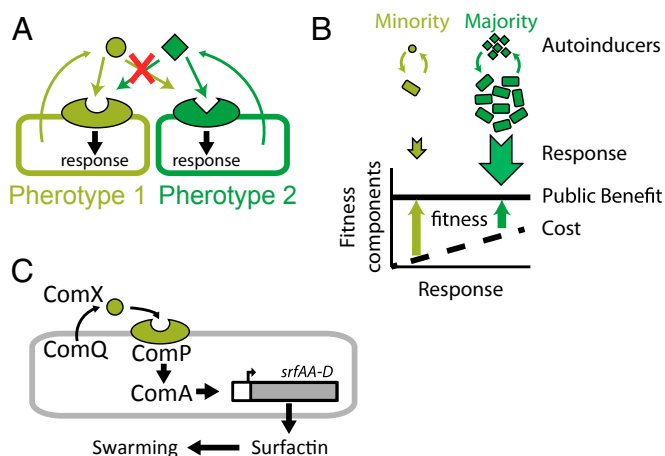 A
response
response
Pherotype 1
Pherotype 2
B
Minority
Majority
Autoinducers
Response
Public Benefit
fitness
Cost
Fitness
components
Response
C
ComX
ComQ
ComP
ComA
srfAA-D
Swarming
Surfactin